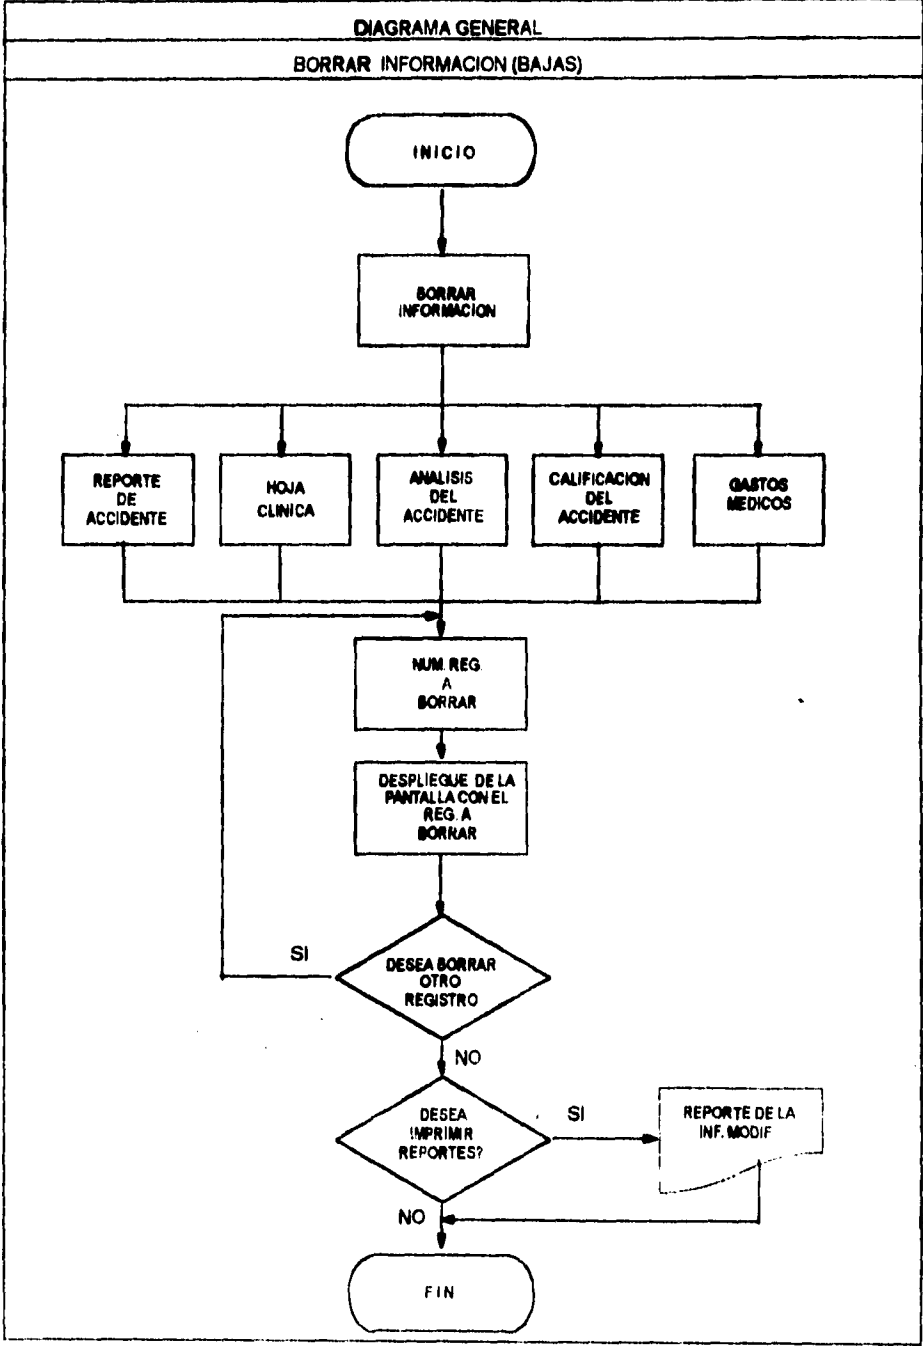 DIAGRAMA GENERAL
BORRAR INFORMACION (BAJAS)
INICIO
BORRAR
INFORMACION
REPORTE
DE
ACCIDENTE
HOJA
CLINICA
ANALISIS
DEL
ACCIDENTE
CALIFICACION
DEL
ACCIDENTE
GASTOS
MEDICOS
NUM. REG.
A
BORRAR
DESPLIEGUE DE LA
PANTALLA CON EL
REG. A
BORRAR
SI
DESEA BORRAR
OTRO
REGISTRO
NO
DESEA
IMPRIMIR
REPORTES?
SI
REPORTE DE LA
INF. MODIF
NO
FIN